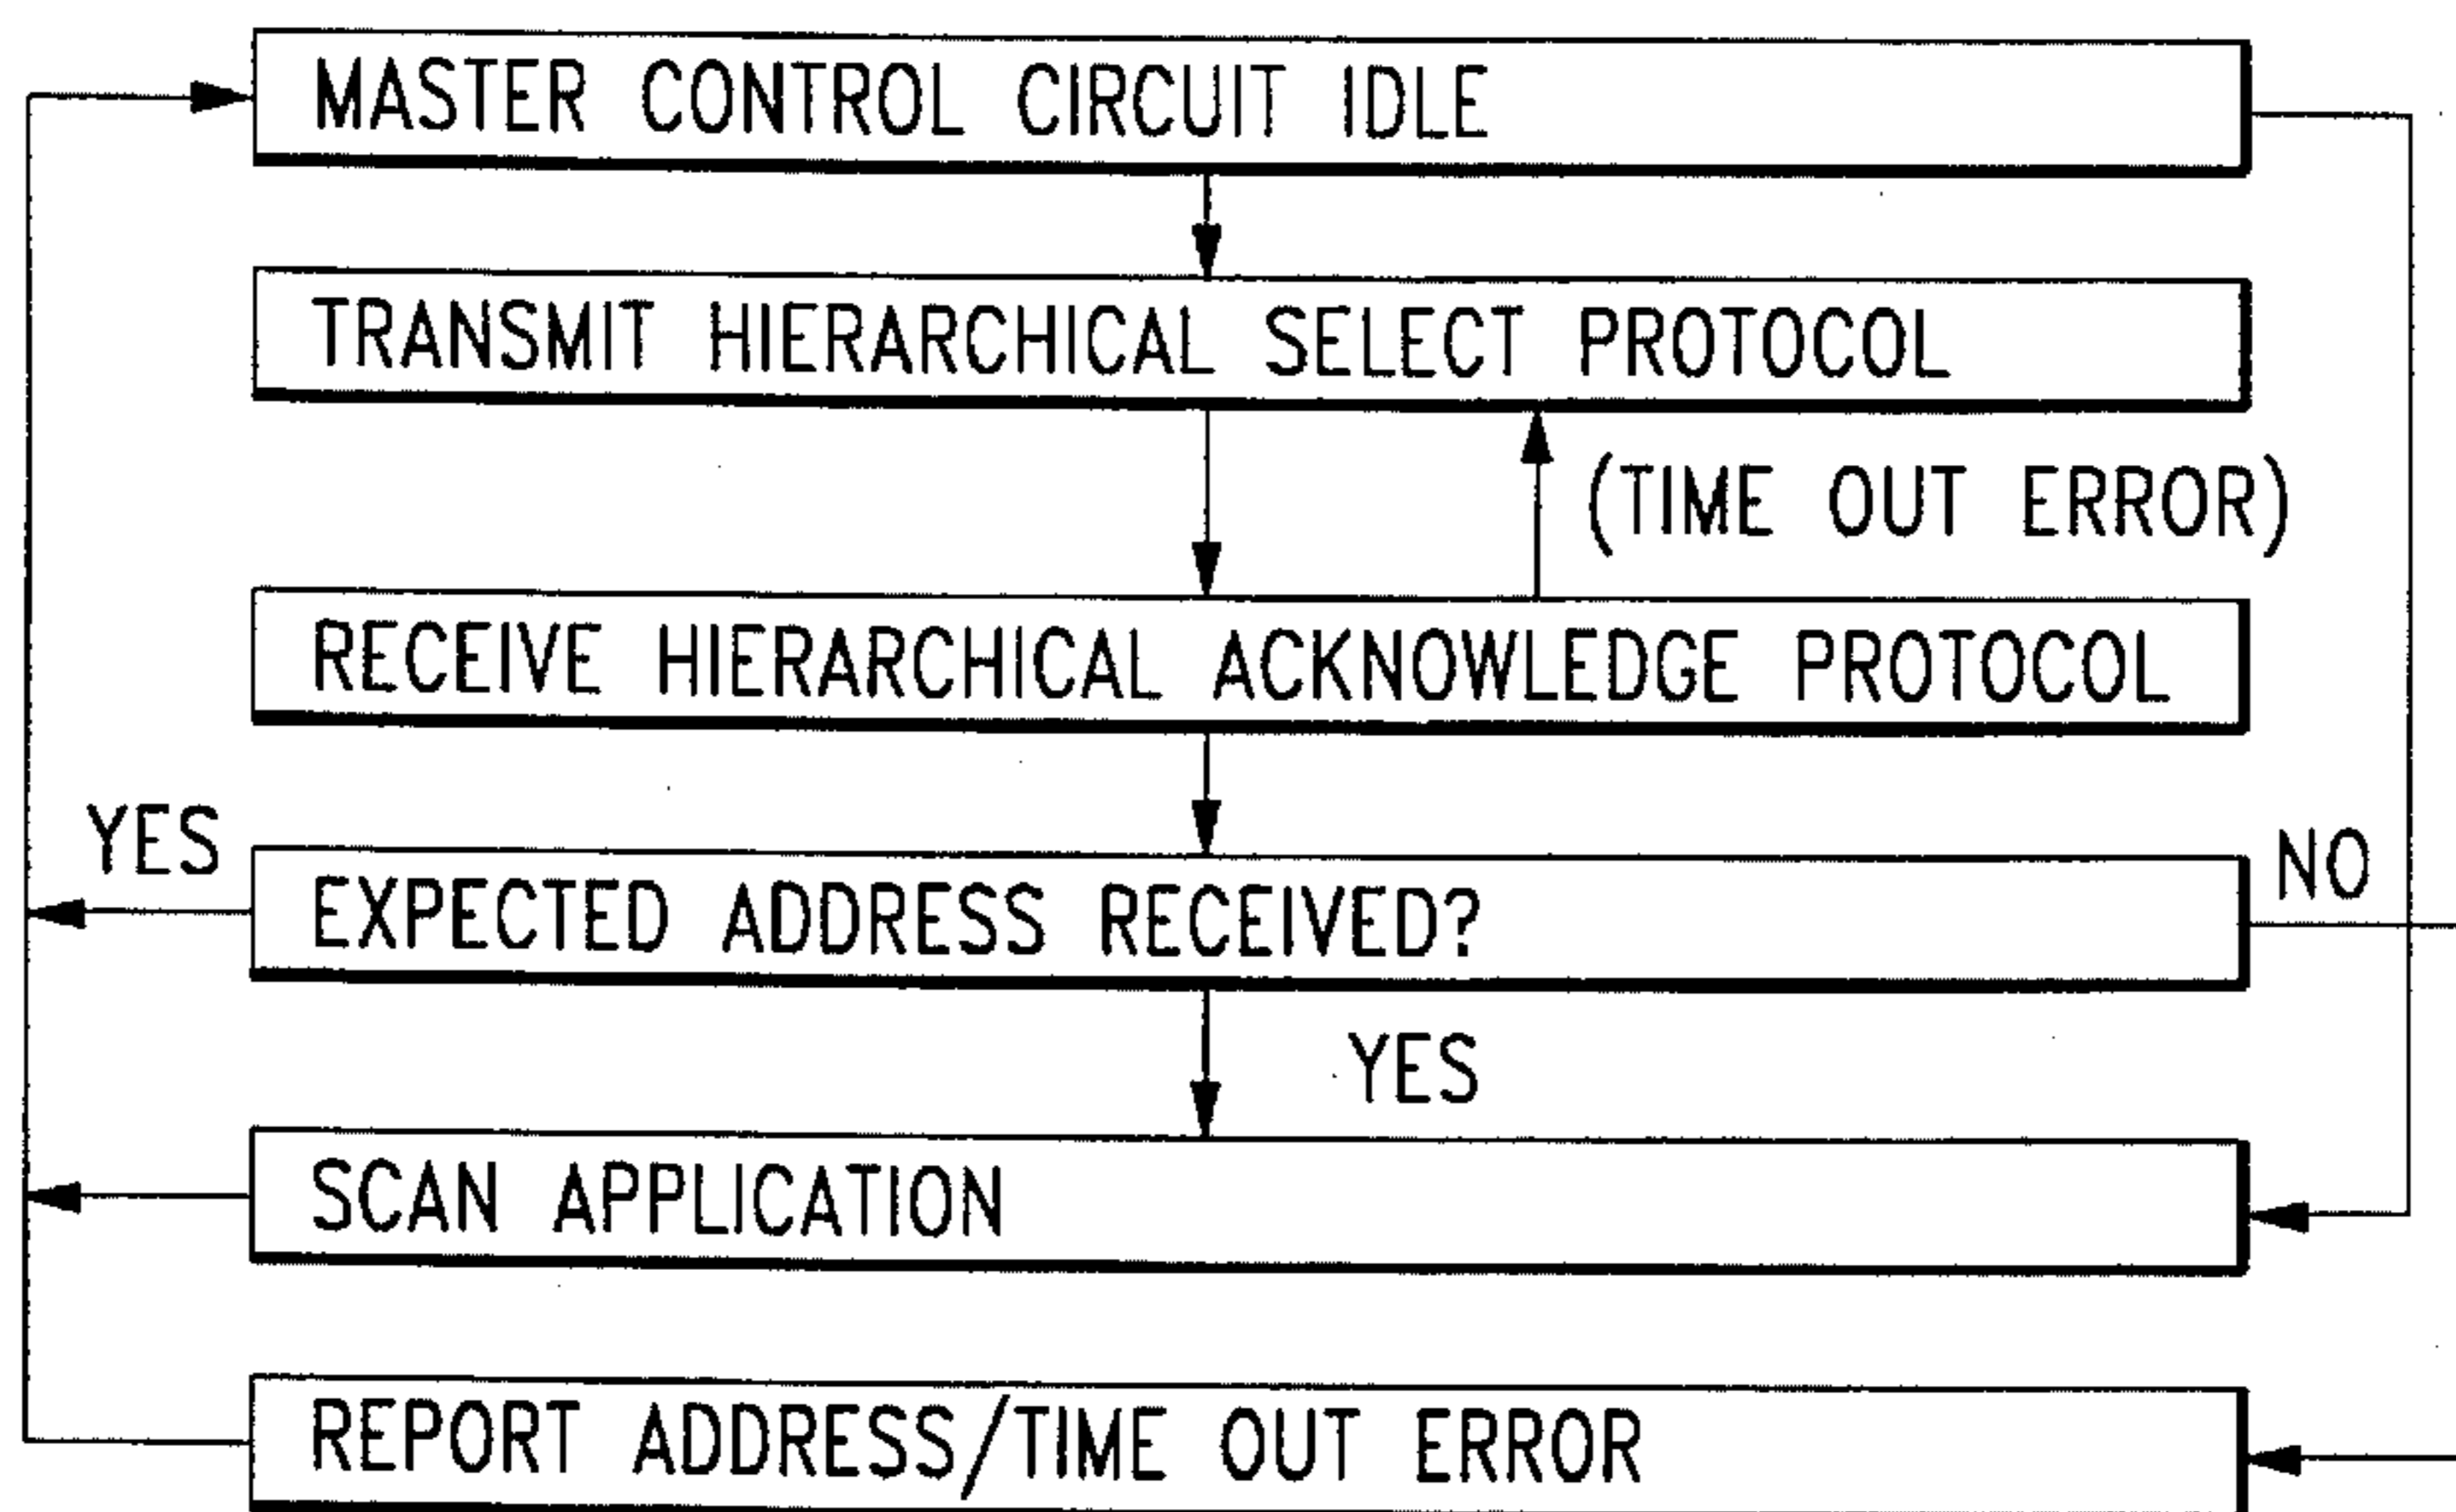 MASTER CONTROL CIRCUIT IDLE
TRANSMIT HIERARCHICAL SELECT PROTOCOL
(TIME OUT ERROR)
RECEIVE HIERARCHICAL ACKNOWLEDGE PROTOCOL
YES
NO
EXPECTED ADDRESS RECEIVED?
YES
SCAN APPLICATION
REPORT ADDRESS/TIME OUT ERROR